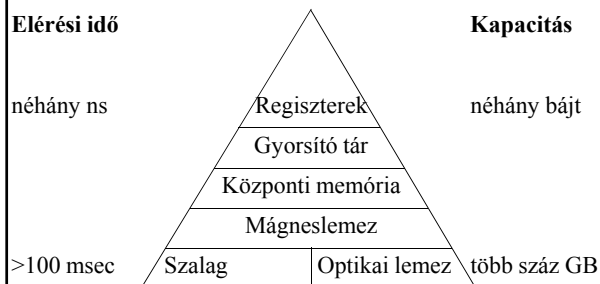 Elérési idő Kapacitás
néhány ns Regiszterek néhány bájt
Gyorsító tár
Központi memória
Mágneslemez
>100 msec Szalag Optikai lemez több száz GB